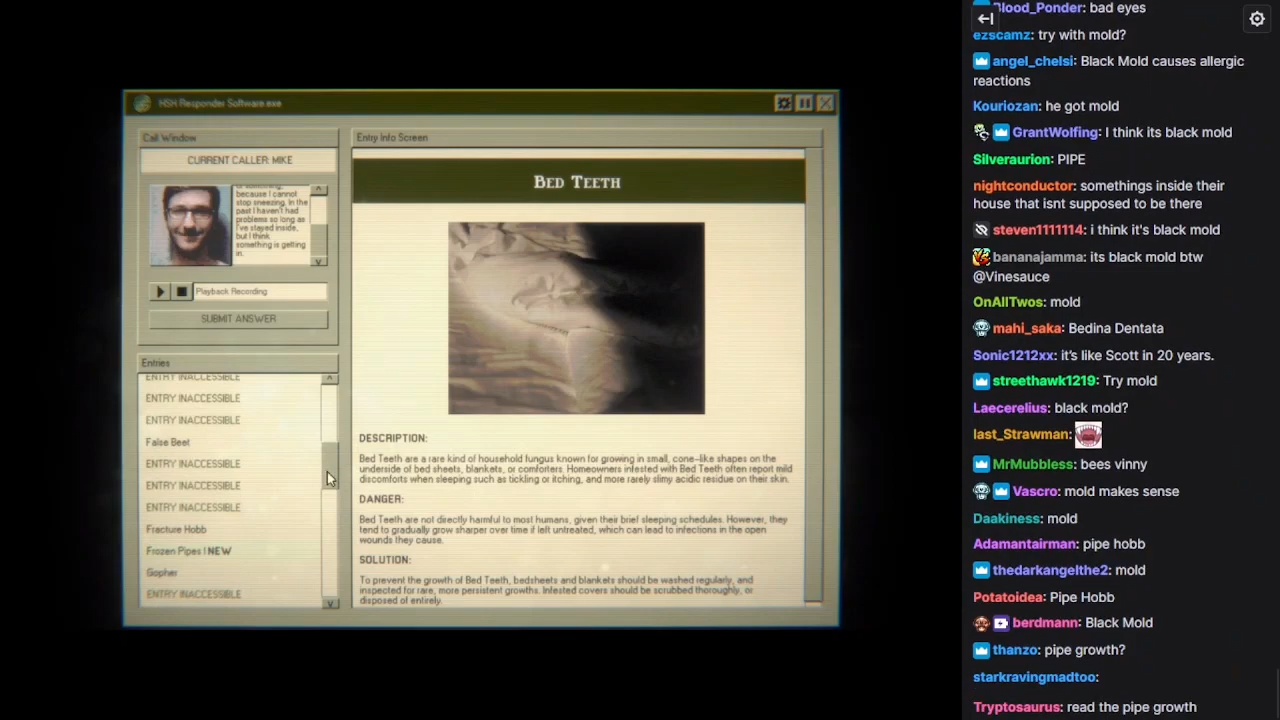 HSH Responder Software.exe
Call Window
CURRENT CALLER: MIKE
because I cannot
stop sneezing. In the
past I haven't had
problems so long as
I've stayed inside,
but I think
something is getting
in.
Playback Recording
SUBMIT ANSWER
Entries
ENTRY INACCESSIBLE
ENTRY INACCESSIBLE
ENTRY INACCESSIBLE
False Beet
ENTRY INACCESSIBLE
ENTRY INACCESSIBLE
ENTRY INACCESSIBLE
Fracture Hobb
Frozen Pipes ! NEW
Gopher
ENTRY INACCESSIBLE
Entry Info Screen
BED TEETH
DESCRIPTION:
Bed Teeth are a rare kind of household fungus known for growing in small, cone-like shapes on the
underside of bed sheets, blankets, or comforters. Homeowners infested with Bed Teeth often report mild
discomforts when sleeping such as tickling or itching, and more rarely slimy acidic residue on their skin.
DANGER:
Bed Teeth are not directly harmful to most humans, given their brief sleeping schedules. However, they
tend to gradually grow sharper over time if left untreated, which can lead to infections in the open
wounds they cause.
SOLUTION:
To prevent the growth of Bed Teeth, bedsheets and blankets should be washed regularly, and
inspected for rare, more persistent growths. Infested covers should be scrubbed thoroughly, or
disposed of entirely.
Blood_Ponder: bad eyes
ezscamz: try with mold?
angel_chelsi: Black Mold causes allergic
reactions
Kouriozan: he got mold
GrantWolfing: I think its black mold
Silveraurion: PIPE
nightconductor: somethings inside their
house that isnt supposed to be there
steven1111114: i think it's black mold
bananajamma: its black mold btw
@Vinesauce
OnAllTwos: mold
mahi_saka: Bedina Dentata
Sonic1212xx: it's like Scott in 20 years.
streethawk1219: Try mold
Laecerelius: black mold?
last_Strawman:
MrMubbless: bees vinny
Vascro: mold makes sense
Daakiness: mold
Adamantairman: pipe hobb
thedarkangelthe2: mold
Potatoidea: Pipe Hobb
berdmann: Black Mold
thanzo: pipe growth?
starkravingmadtoo:
Tryptosaurus: read the pipe growth